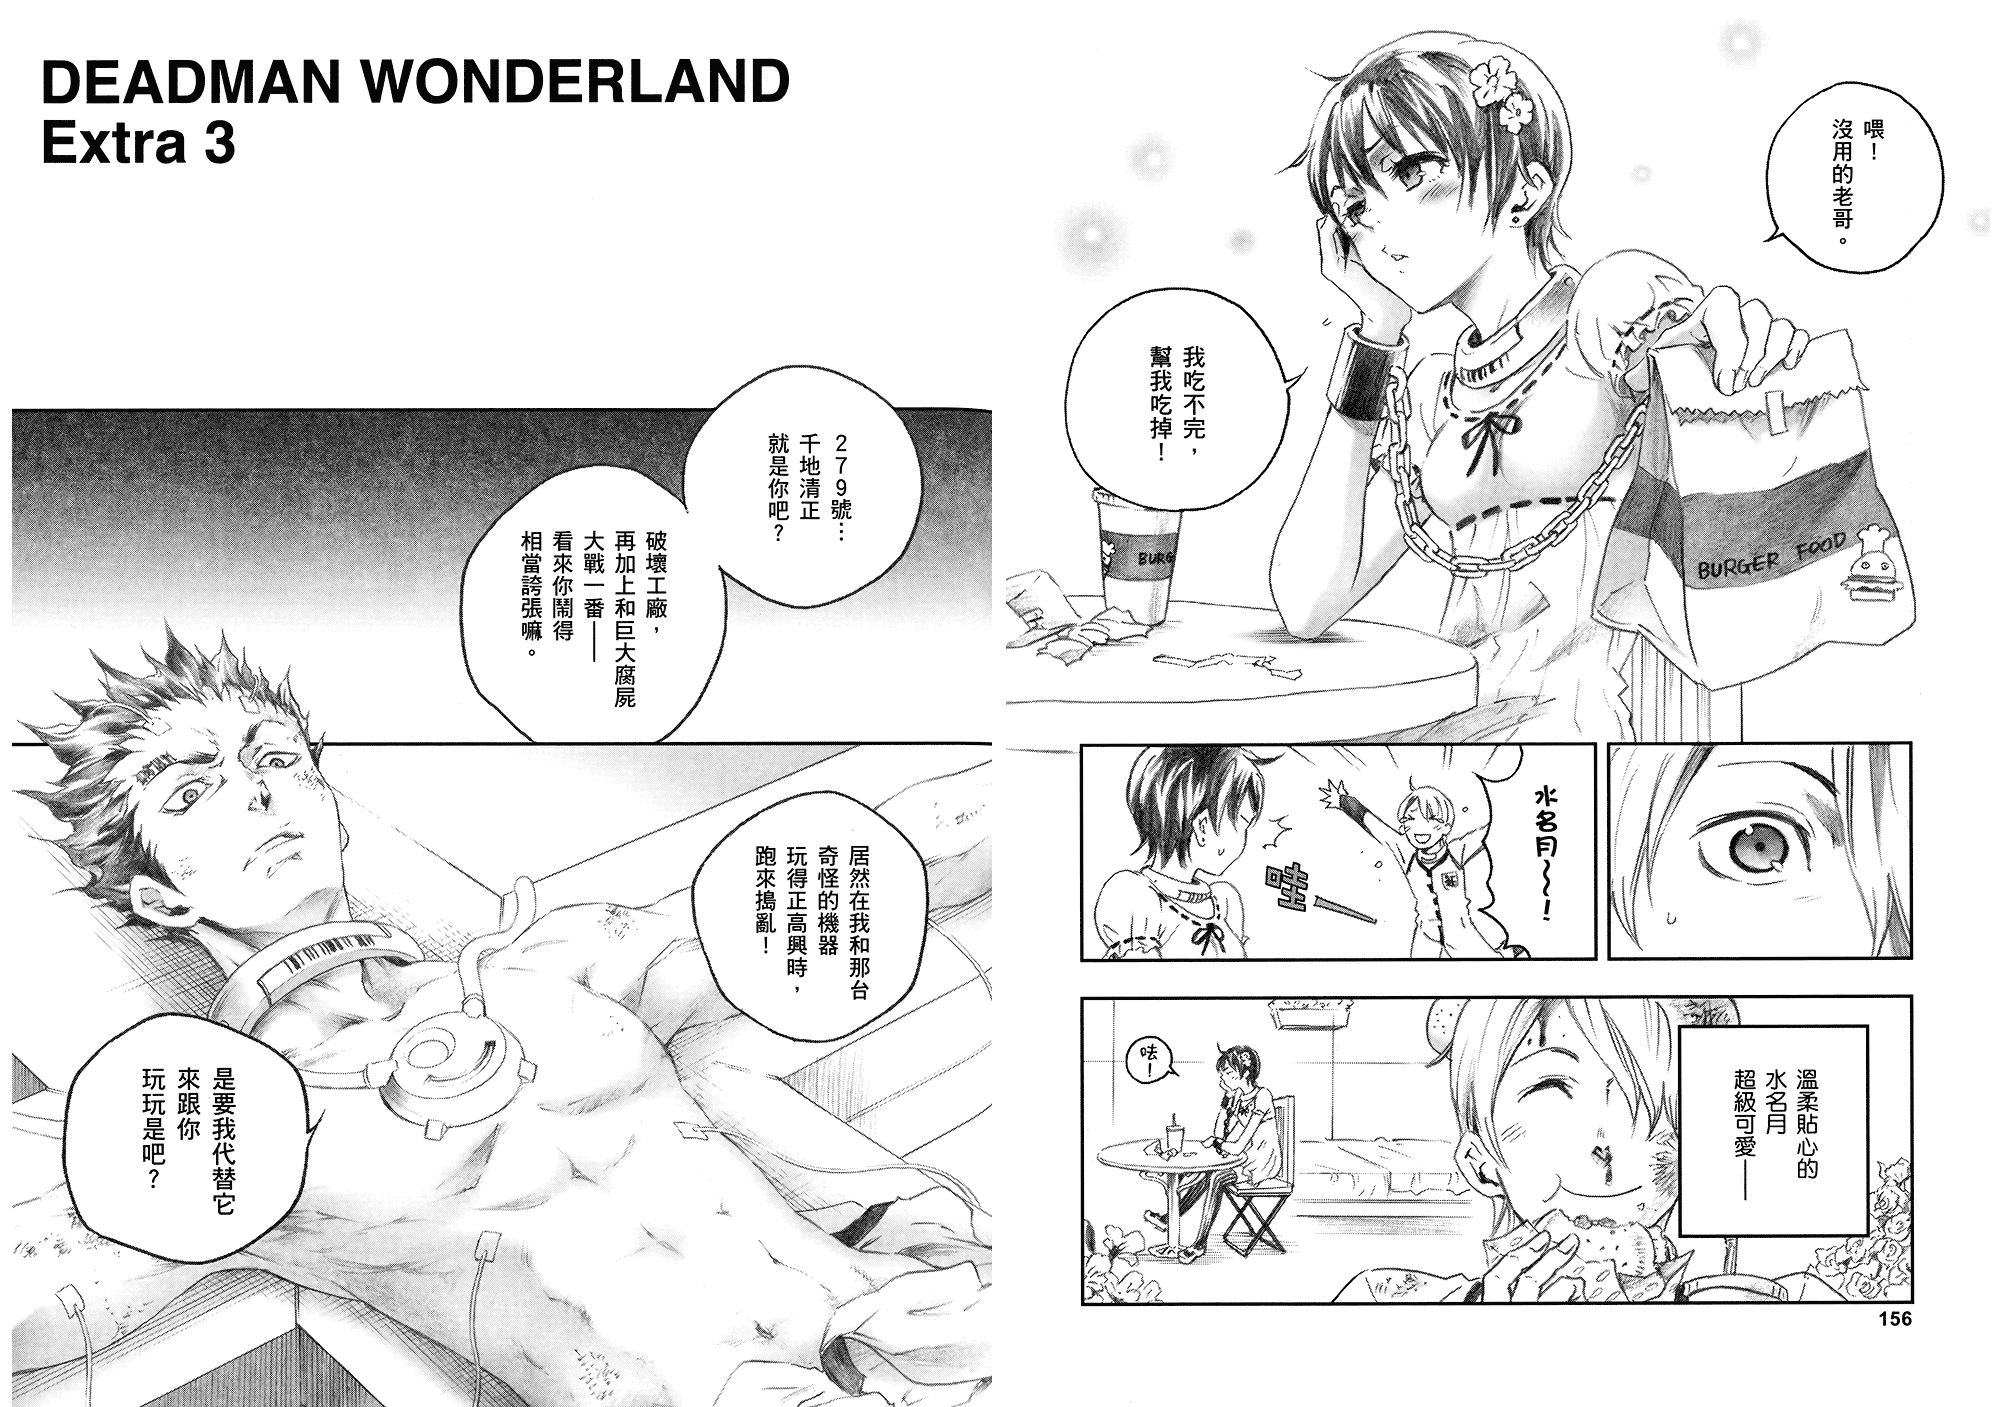 喂！
沒用的老哥。
我吃不完，
幫我吃掉！
BURGER FOOD
BURG
水名月～～！
哇
溫柔貼心的
水名月
超級可愛——
呿！
156
DEADMAN WONDERLAND
Extra 3
279號…
千地清正
就是你吧？
破壞工廠，
再加上和巨大腐屍
大戰一番——
看來你鬧得
相當誇張嘛。
居然在我和那台
奇怪的機器
玩得正高興時，
跑來搗亂！
是要我代替它
來跟你
玩玩是吧？